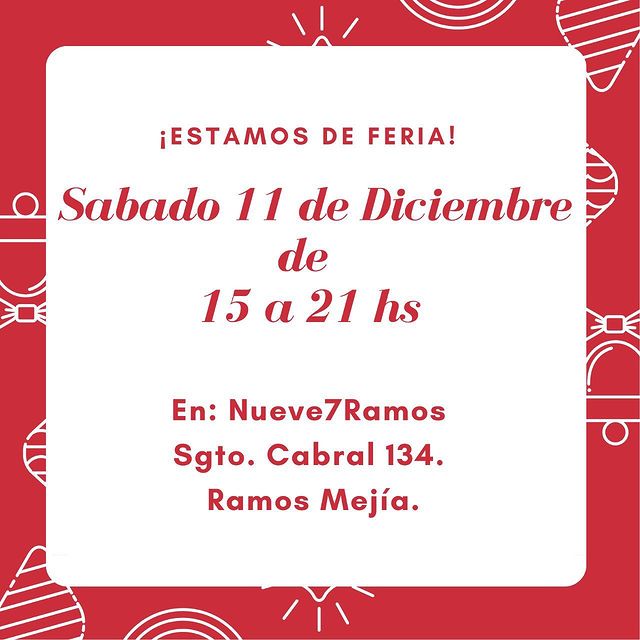 ¡ESTAMOS DE FERIA!
Sabado 11 de Diciembre
de
15 a 21 hs
En: Nueve7Ramos
Sgto. Cabral 134.
Ramos Mejía.